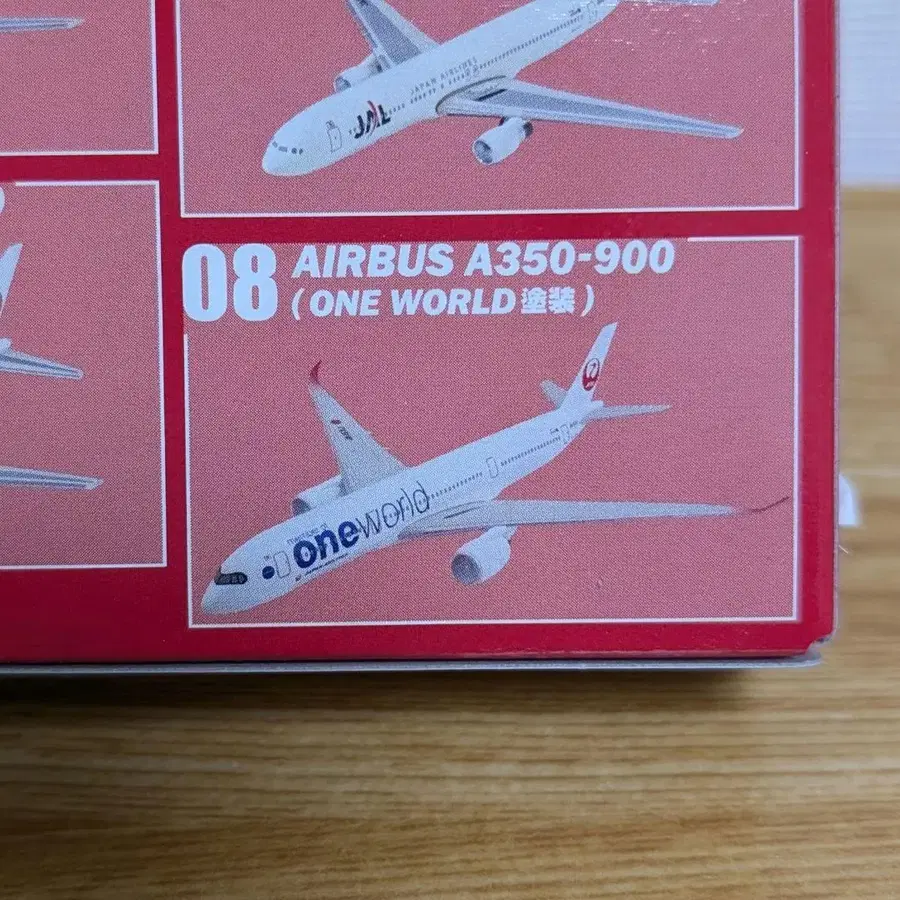 JAPAN AIRLINES
JAL
08 AIRBUS A350-900
(ONE WORLD 塗装)
oneworld